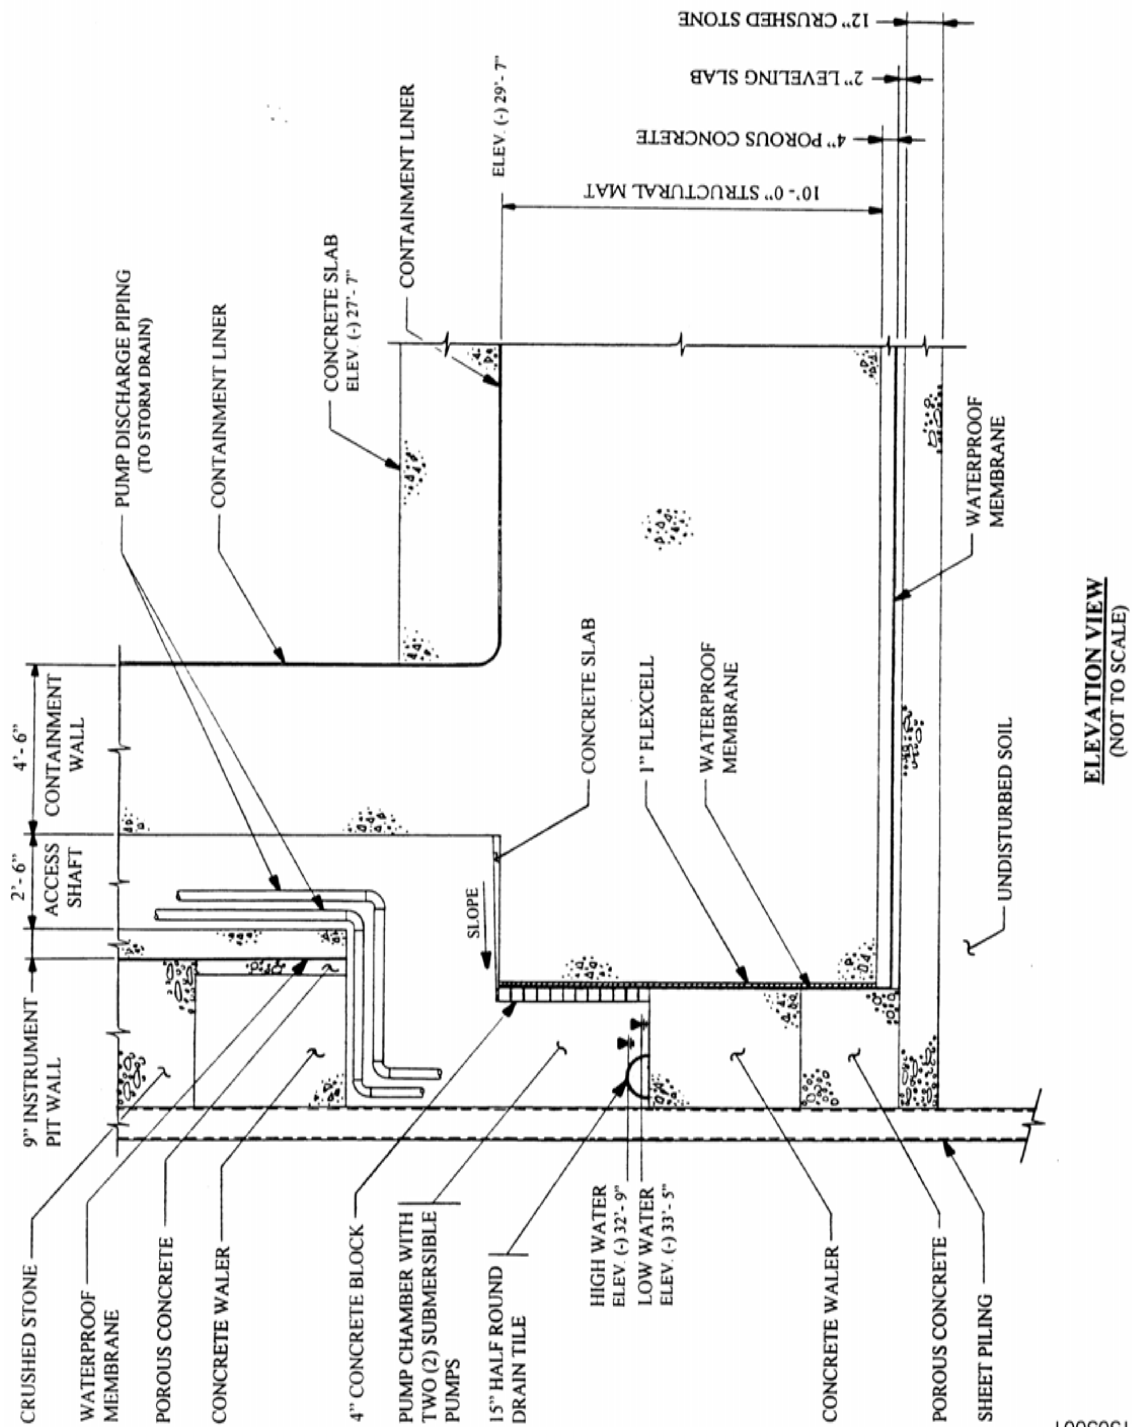 CRUSHED STONE
WATERPROOF
MEMBRANE
POROUS CONCRETE
CONCRETE WALER
4" CONCRETE BLOCK
PUMP CHAMBER WITH
TWO (2) SUBMERSIBLE
PUMPS
15" HALF ROUND
DRAIN TILE
HIGH WATER
ELEV. (-) 32'- 9"
LOW WATER
ELEV. (-) 33'- 5"
CONCRETE WALER
POROUS CONCRETE
SHEET PILING
9" INSTRUMENT
PIT WALL
2'- 6"
ACCESS
SHAFT
4'- 6"
CONTAINMENT
WALL
PUMP DISCHARGE PIPING
(TO STORM DRAIN)
CONTAINMENT LINER
CONCRETE SLAB
ELEV. (-) 27'- 7"
CONTAINMENT LINER
ELEV. (-) 29'- 7"
SLOPE
CONCRETE SLAB
1" FLEXCELL
WATERPROOF
MEMBRANE
10'- 0" STRUCTURAL MAT
4" POROUS CONCRETE
2" LEVELING SLAB
12" CRUSHED STONE
WATERPROOF
MEMBRANE
UNDISTURBED SOIL
ELEVATION VIEW
(NOT TO SCALE)